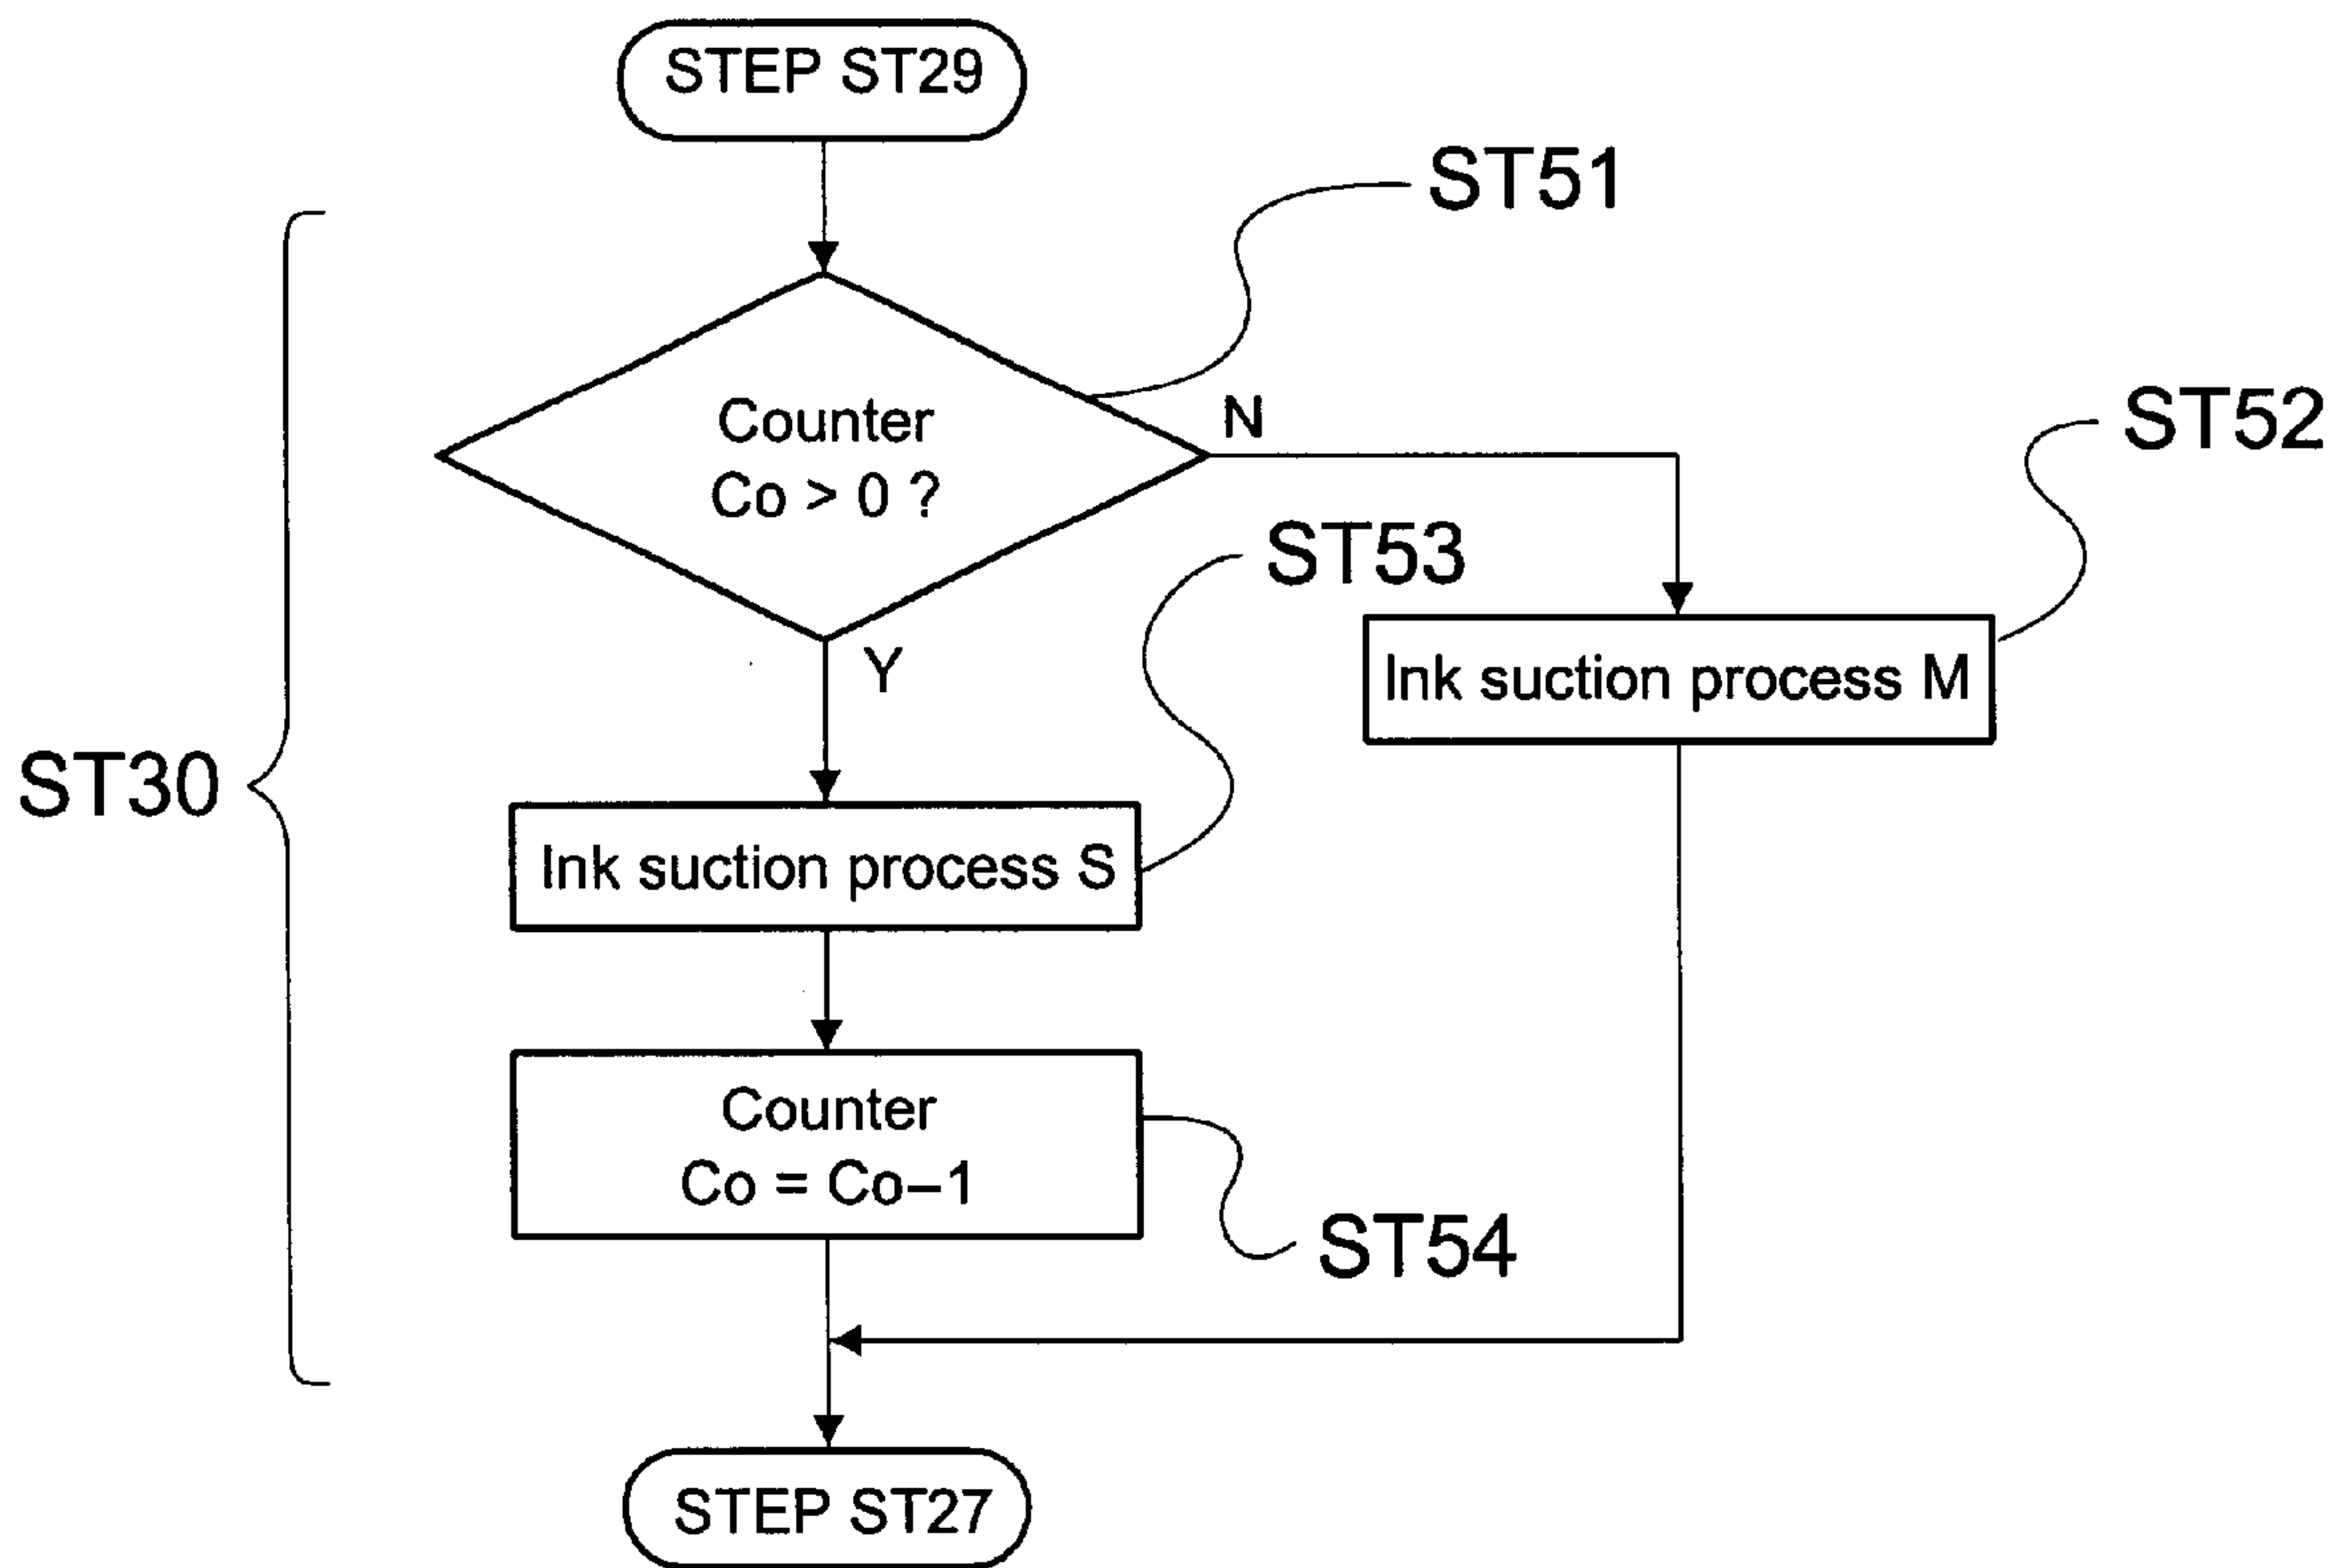 STEP ST29
ST51
Counter
Co > 0 ?
N
ST52
ST53
Y
Ink suction process M
ST30
Ink suction process S
Counter
Co = Co–1
ST54
STEP ST27